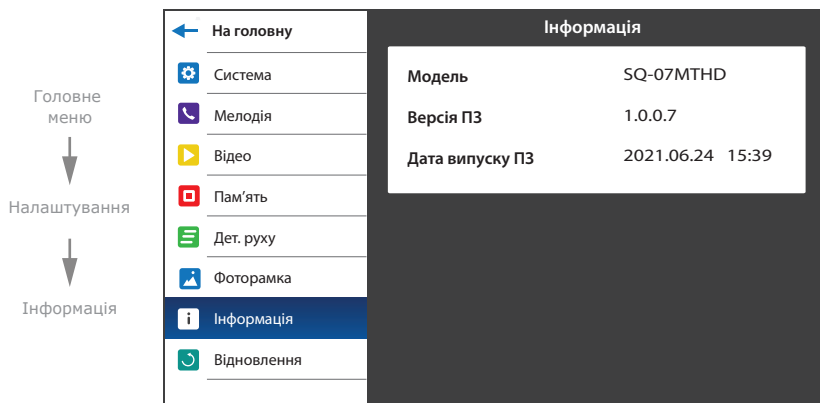 Головне
меню
Налаштування
Інформація
На головну
Система
Мелодія
Відео
Пам’ять
Дет. руху
Фоторамка
Інформація
Відновлення
Інформація
Модель SQ-07MTHD
Версія ПЗ 1.0.0.7
Дата випуску ПЗ 2021.06.24 15:39